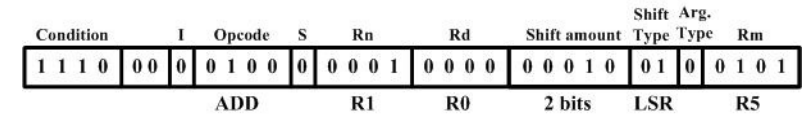 Shift Arg.
Condition I Opcode S Rn Rd Shift amount Type Type Rm
1 1 1 0 0 0 0 0 1 0 0 0 0 0 0 1 0 0 0 0 0 0 0 1 0 0 1 0 0 1 0 1
ADD R1 R0 2 bits LSR R5